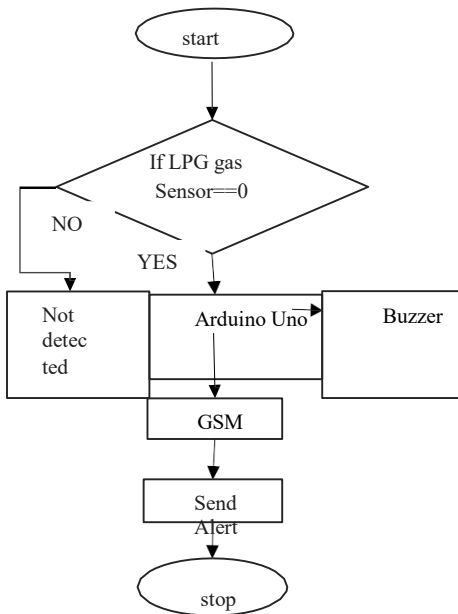 start
If LPG gas
Sensor==0
NO
YES
Not
detec
ted
Arduino Uno
Buzzer
GSM
Send
Alert
stop